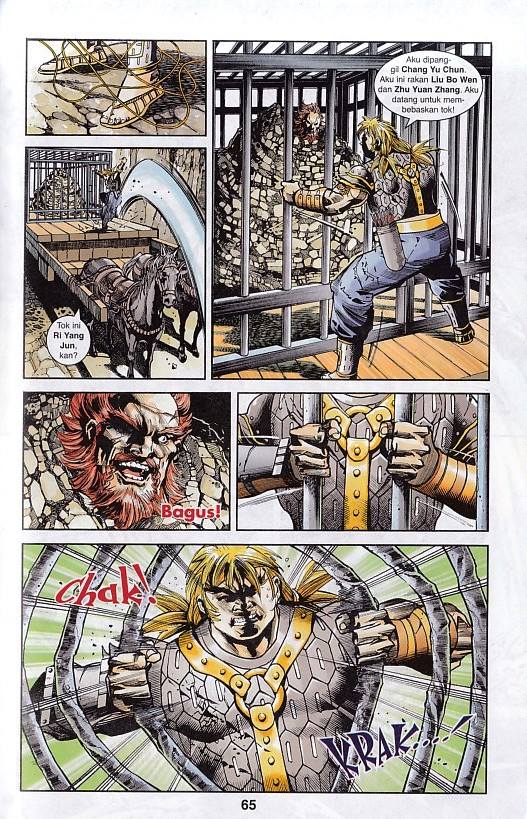 Aku dipang-
gil Chang Yu Chun.
Aku ini rakan Liu Bo Wen
dan Zhu Yuan Zhang. Aku
datang untuk mem-
bebaskan tok!
Tok ini
Ri Yang
Jun,
kan?
Bagus!
Chak!
KRAK....!
65